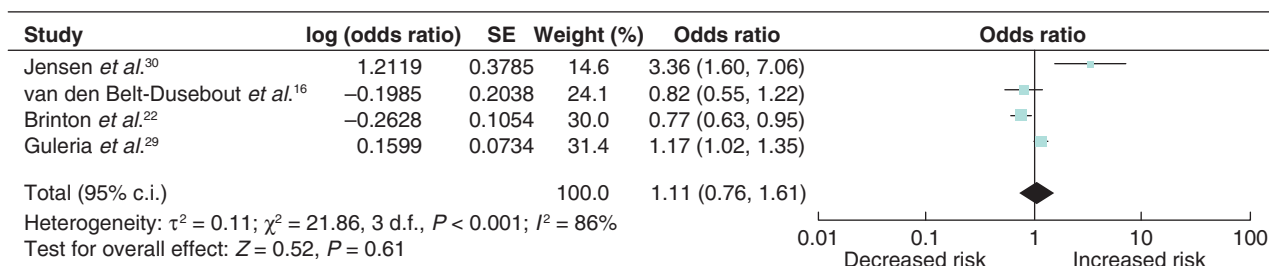 Study log (odds ratio) SE Weight (%) Odds ratio Odds ratio
Jensen et al.³⁰ 1.2119 0.3785 14.6 3.36 (1.60, 7.06)
van den Belt-Dusebout et al.¹⁶ –0.1985 0.2038 24.1 0.82 (0.55, 1.22)
Brinton et al.²² –0.2628 0.1054 30.0 0.77 (0.63, 0.95)
Guleria et al.²⁹ 0.1599 0.0734 31.4 1.17 (1.02, 1.35)
Total (95% c.i.) 100.0 1.11 (0.76, 1.61)
Heterogeneity: τ² = 0.11; χ² = 21.86, 3 d.f., P < 0.001; I² = 86%
Test for overall effect: Z = 0.52, P = 0.61
0.01 0.1 1 10 100
Decreased risk Increased risk